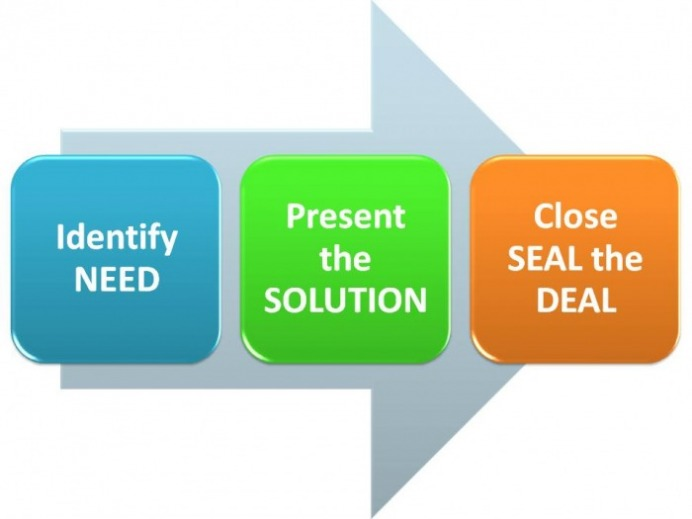 Identify
NEED
Present
the
SOLUTION
Close
SEAL the
DEAL